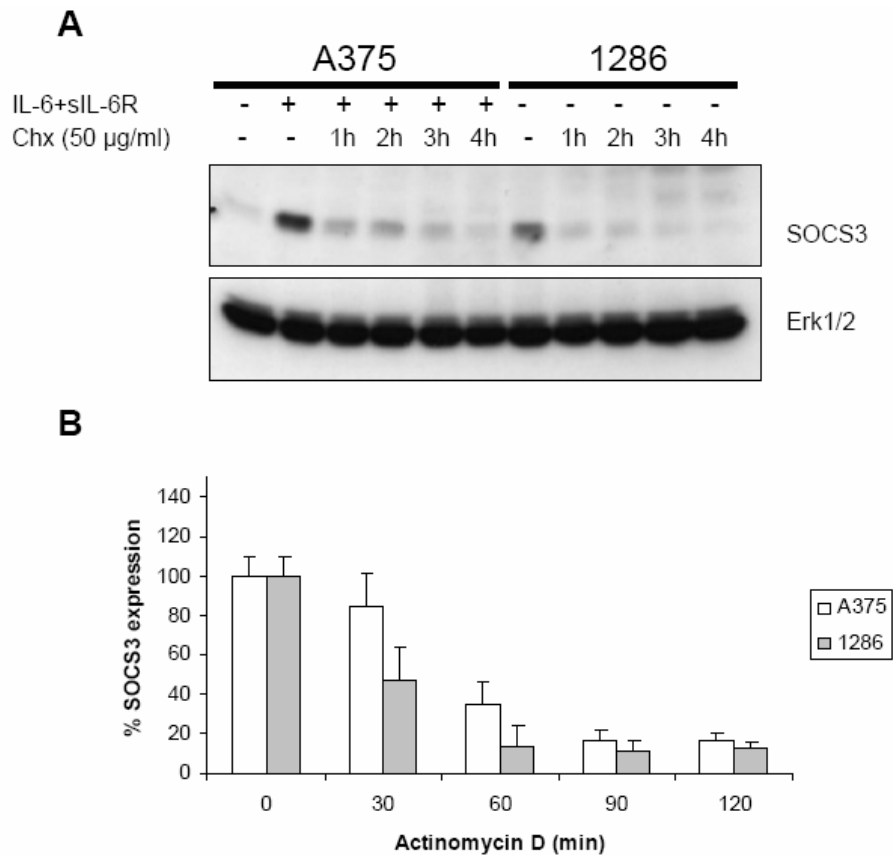 A
A375 1286
IL-6+sIL-6R - + + + + + - - - - -
Chx (50 µg/ml) - - 1h 2h 3h 4h - 1h 2h 3h 4h
SOCS3
Erk1/2
B
% SOCS3 expression
140
120
100
80
60
40
20
0
0 30 60 90 120
Actinomycin D (min)
A375
1286